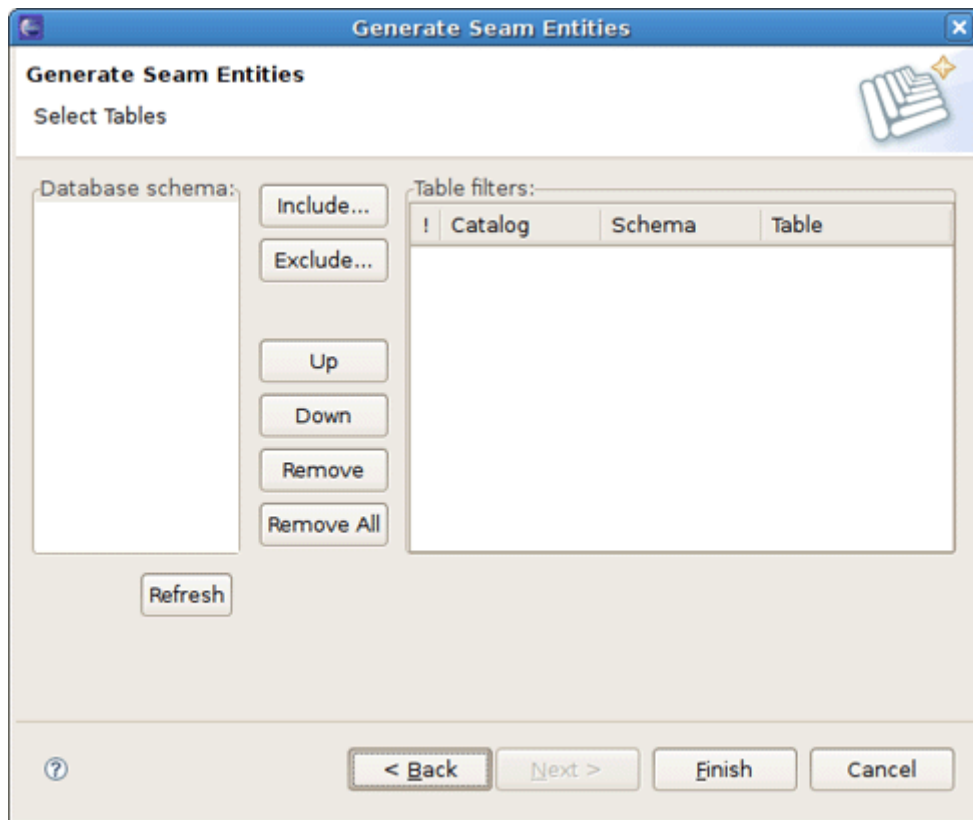 Generate Seam Entities
Generate Seam Entities
Select Tables
Database schema:
Include...
Exclude...
Up
Down
Remove
Remove All
Refresh
Table filters:
! Catalog Schema Table
? < Back Next > Finish Cancel